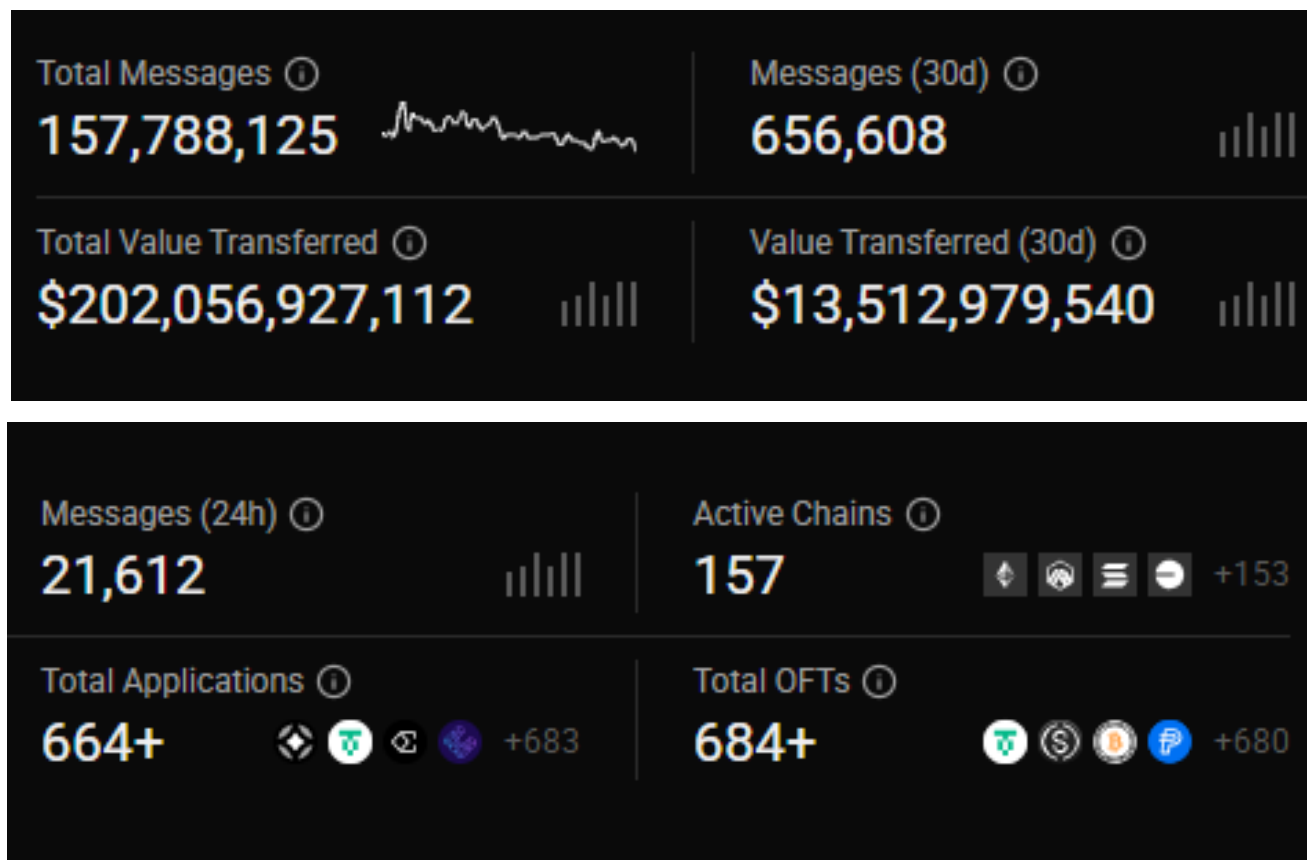 Total Messages
157,788,125
Messages (30d)
656,608
Total Value Transferred
$202,056,927,112
Value Transferred (30d)
$13,512,979,540
Messages (24h)
21,612
Active Chains
157
+153
Total Applications
664+
+683
Total OFTs
684+
+680